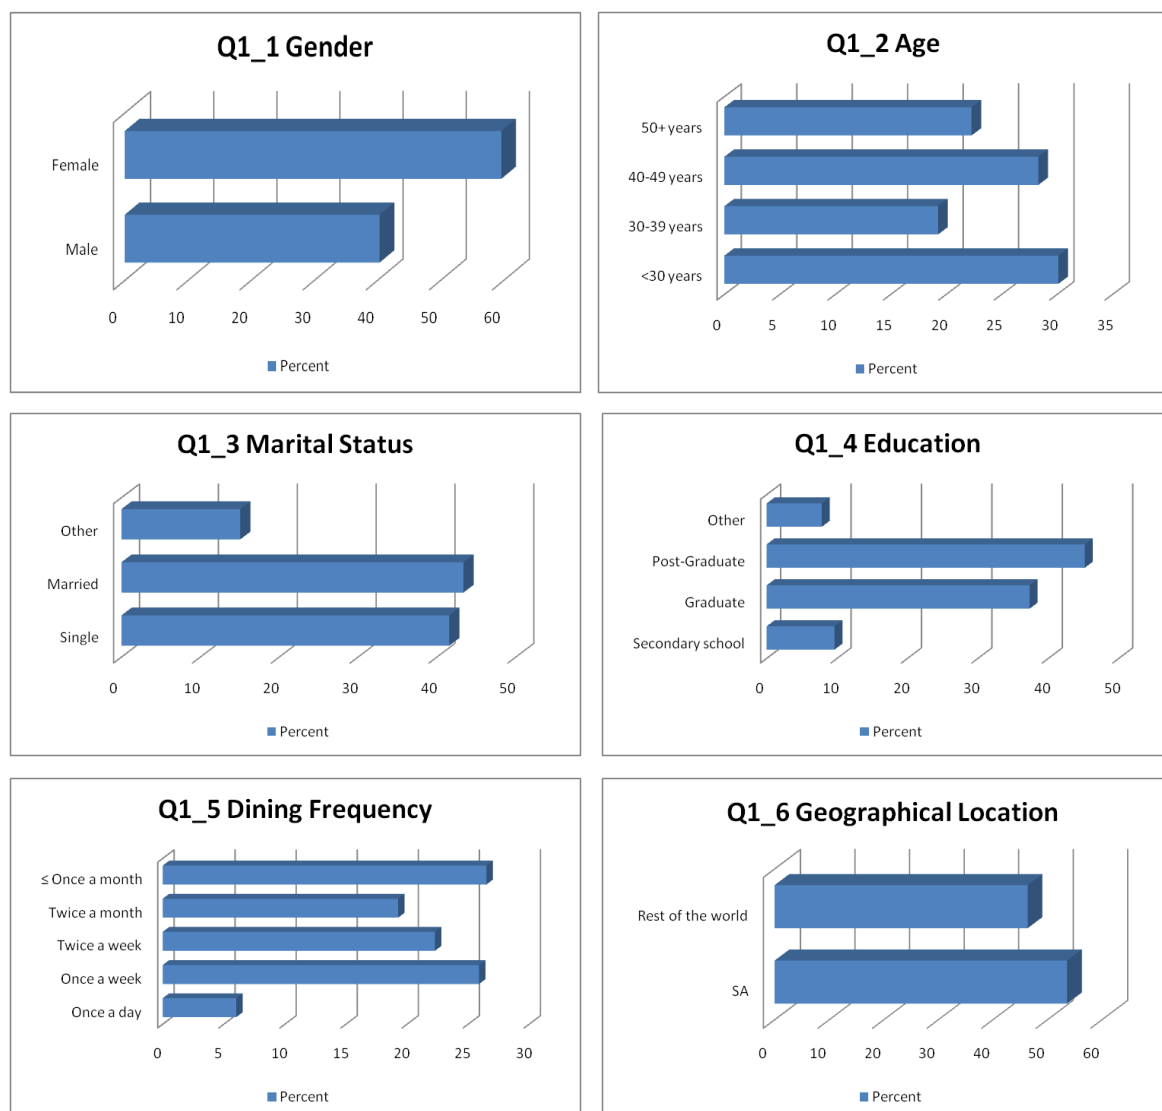 Q1_1 Gender
Female
Male
0 10 20 30 40 50 60
Percent
Q1_2 Age
50+ years
40-49 years
30-39 years
<30 years
0 5 10 15 20 25 30 35
Percent
Q1_3 Marital Status
Other
Married
Single
0 10 20 30 40 50
Percent
Q1_4 Education
Other
Post-Graduate
Graduate
Secondary school
0 10 20 30 40 50
Percent
Q1_5 Dining Frequency
≤ Once a month
Twice a month
Twice a week
Once a week
Once a day
0 5 10 15 20 25 30
Percent
Q1_6 Geographical Location
Rest of the world
SA
0 10 20 30 40 50 60
Percent